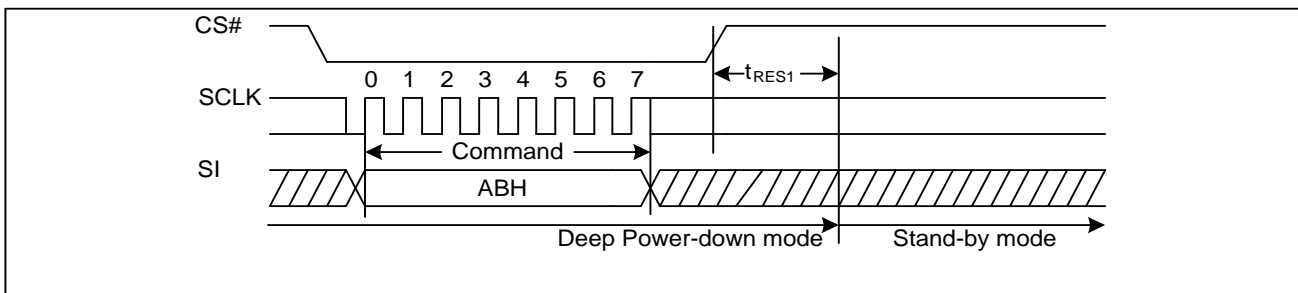 CS#
tRES1
0 1 2 3 4 5 6 7
SCLK
Command
SI
ABH
Deep Power-down mode Stand-by mode